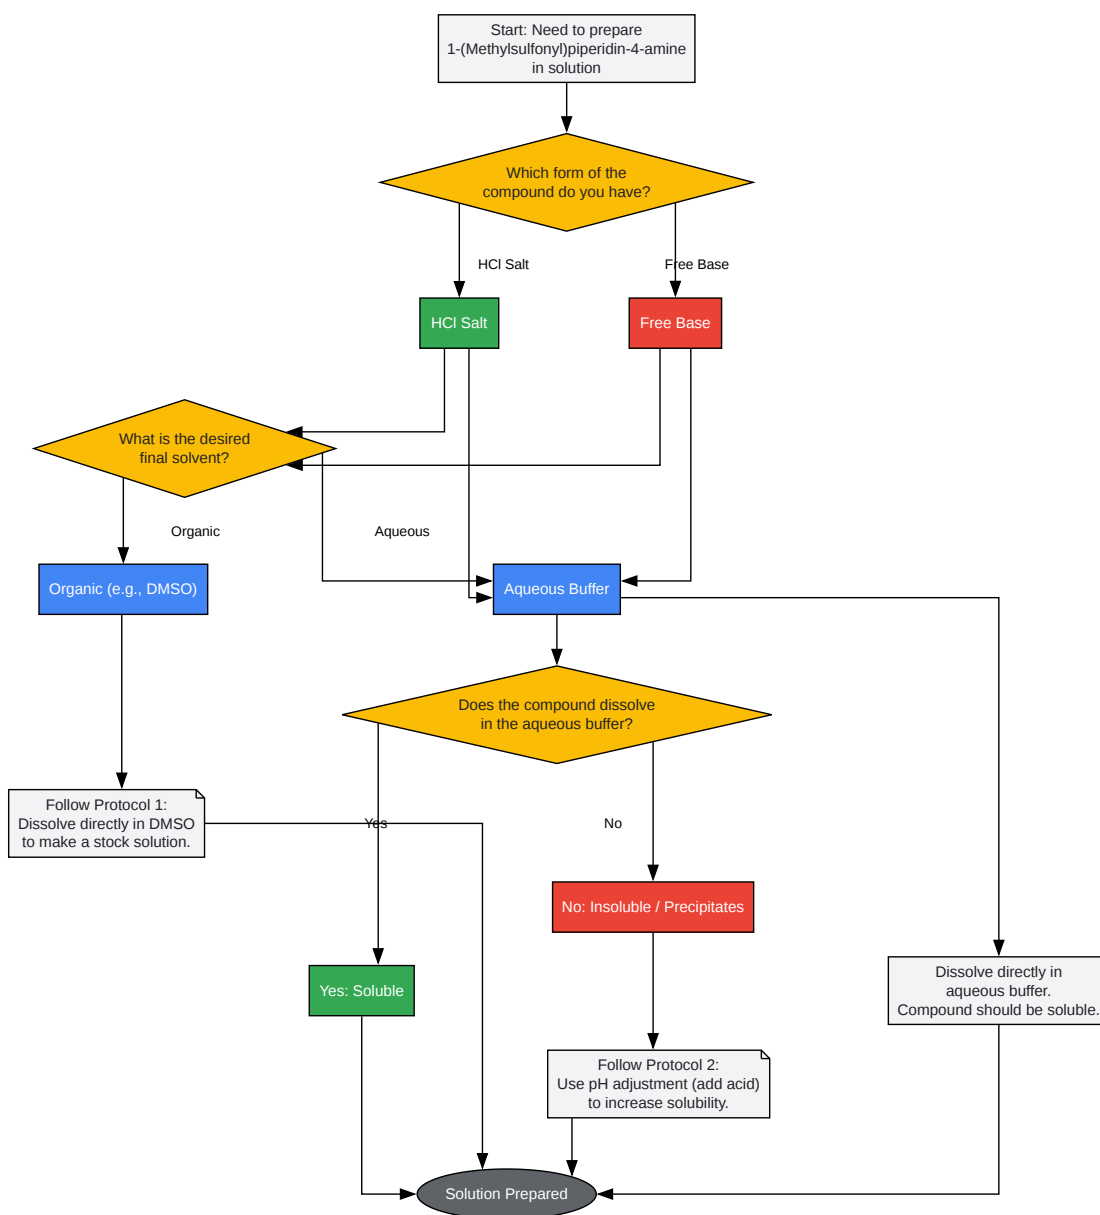 Start: Need to prepare
1-(Methylsulfonyl)piperidin-4-amine
in solution
Which form of the
compound do you have?
HCl Salt
Free Base
HCl Salt
Free Base
What is the desired
final solvent?
Organic
Aqueous
Organic (e.g., DMSO)
Aqueous Buffer
Does the compound dissolve
in the aqueous buffer?
Follow Protocol 1:
Dissolve directly in DMSO
to make a stock solution.
Yes
No
No: Insoluble / Precipitates
Yes: Soluble
Dissolve directly in
aqueous buffer.
Compound should be soluble.
Follow Protocol 2:
Use pH adjustment (add acid)
to increase solubility.
Solution Prepared